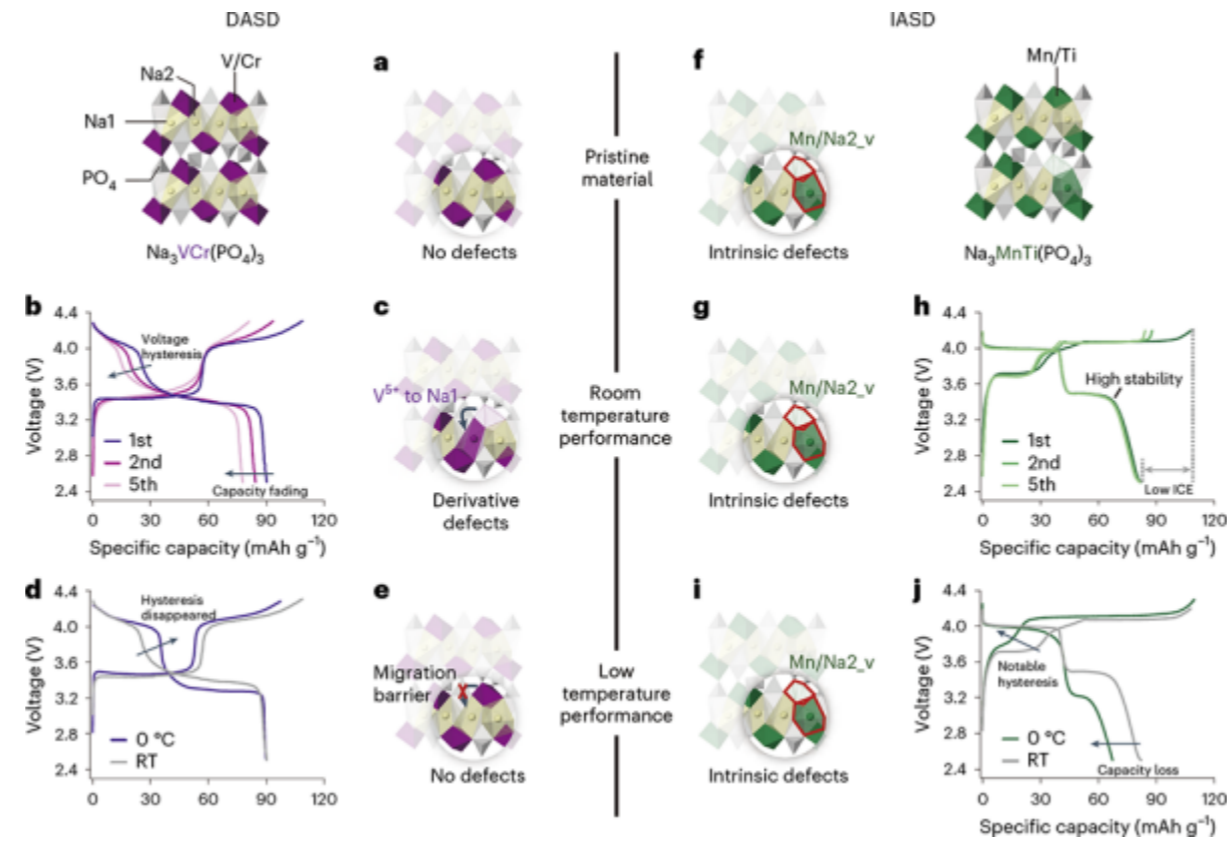 DASD
IASD
Na2
V/Cr
Na1
PO4
Na3VCr(PO4)3
a
No defects
Pristine
material
f
Mn/Na2_v
Intrinsic defects
Mn/Ti
Na3MnTi(PO4)3
b
4.4
4.0
3.6
3.2
2.8
2.4
Voltage (V)
Voltage
hysteresis
1st
2nd
5th
Capacity fading
0 30 60 90 120
Specific capacity (mAh g−1)
c
V5+ to Na1
Derivative
defects
Room
temperature
performance
g
Mn/Na2_v
Intrinsic defects
h
4.4
4.0
3.6
3.2
2.8
2.4
Voltage (V)
High stability
1st
2nd
5th
Low ICE
0 30 60 90 120
Specific capacity (mAh g−1)
d
4.4
4.0
3.6
3.2
2.8
2.4
Voltage (V)
Hysteresis
disappeared
0 °C
RT
0 30 60 90 120
e
Migration
barrier
x
No defects
Low
temperature
performance
i
Mn/Na2_v
Intrinsic defects
j
4.4
4.0
3.6
3.2
2.8
2.4
Voltage (V)
Notable
hysteresis
0 °C
RT
Capacity loss
0 30 60 90 120
Specific capacity (mAh g−1)